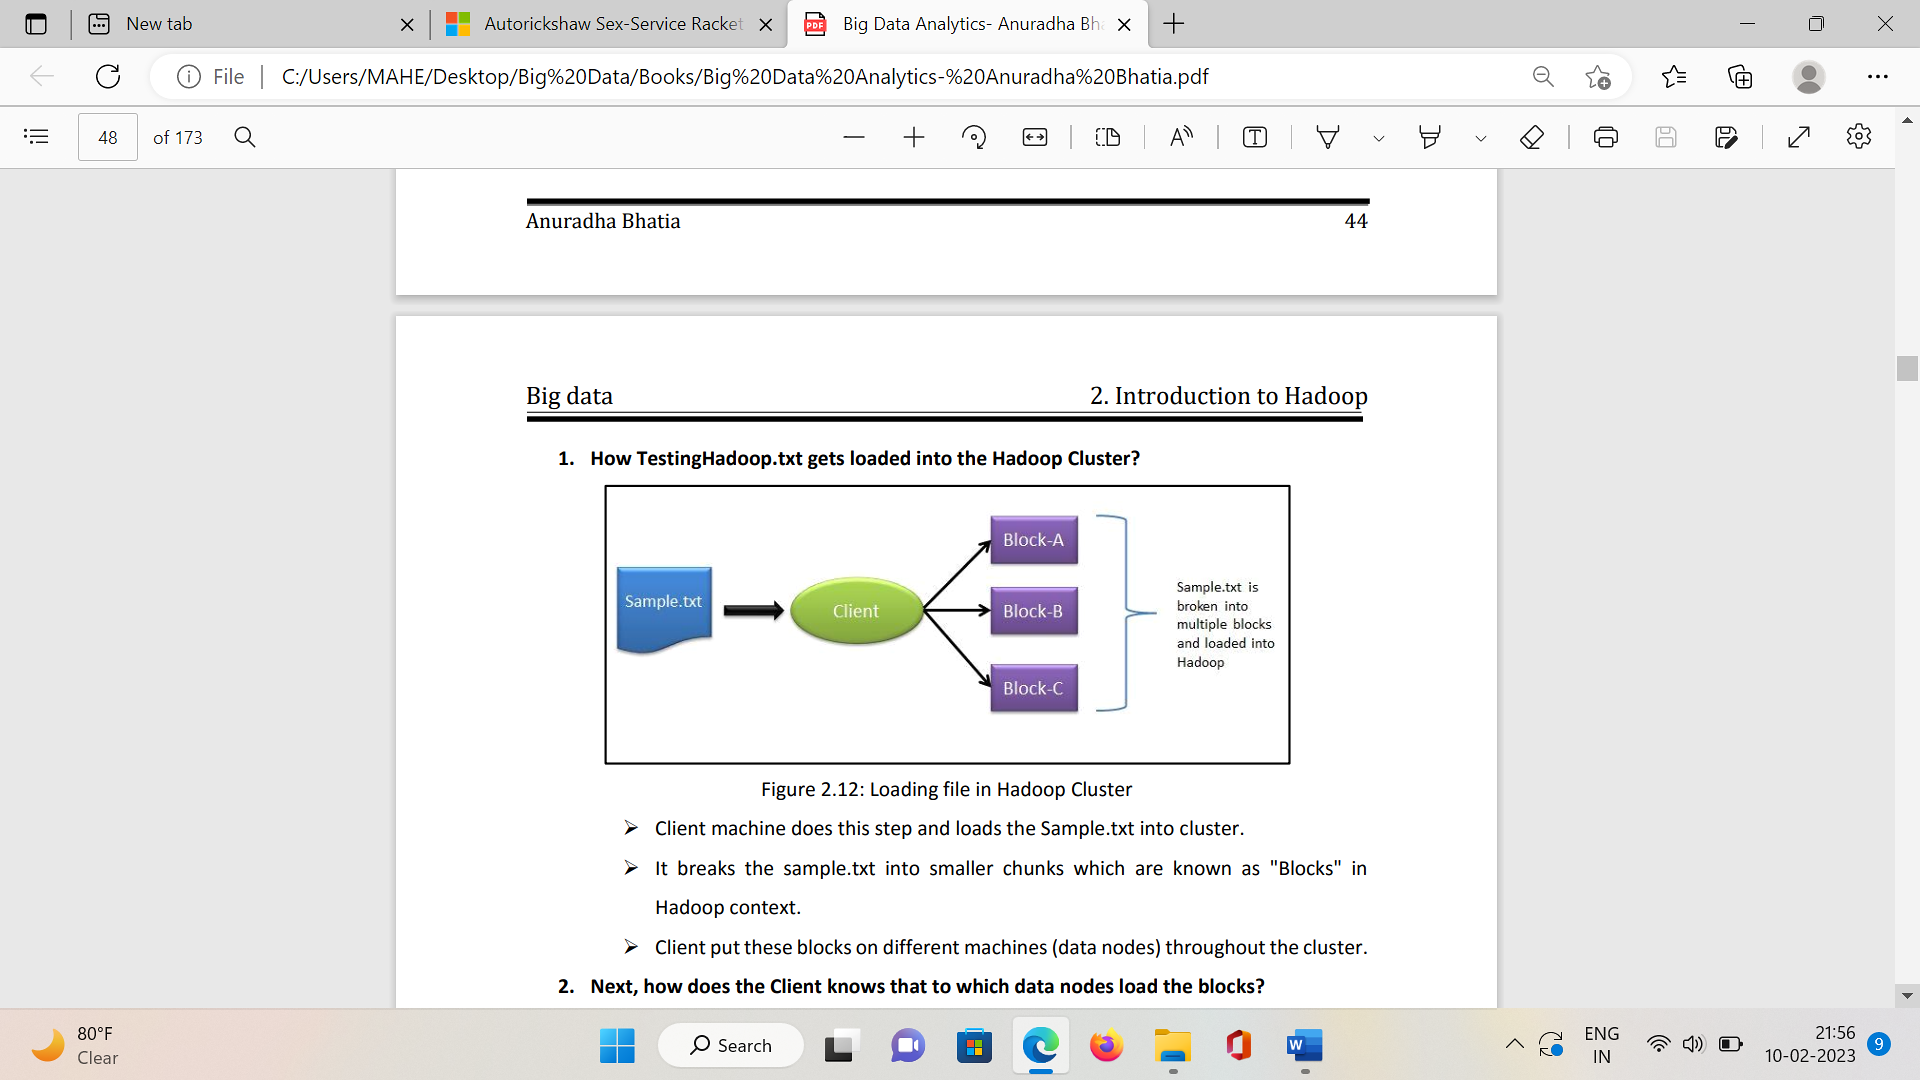 New tab
Autorickshaw Sex-Service Racket
Big Data Analytics- Anuradha Bh
File
C:/Users/MAHE/Desktop/Big%20Data/Books/Big%20Data%20Analytics-%20Anuradha%20Bhatia.pdf
48 of 173
Anuradha Bhatia 44
Big data 2. Introduction to Hadoop
1. How TestingHadoop.txt gets loaded into the Hadoop Cluster?
Sample.txt
Client
Block-A
Block-B
Block-C
Sample.txt is
broken into
multiple blocks
and loaded into
Hadoop
Figure 2.12: Loading file in Hadoop Cluster
Client machine does this step and loads the Sample.txt into cluster.
It breaks the sample.txt into smaller chunks which are known as "Blocks" in
Hadoop context.
Client put these blocks on different machines (data nodes) throughout the cluster.
2. Next, how does the Client knows that to which data nodes load the blocks?
80°F
Clear
Search
ENG
IN
21:56
10-02-2023
9